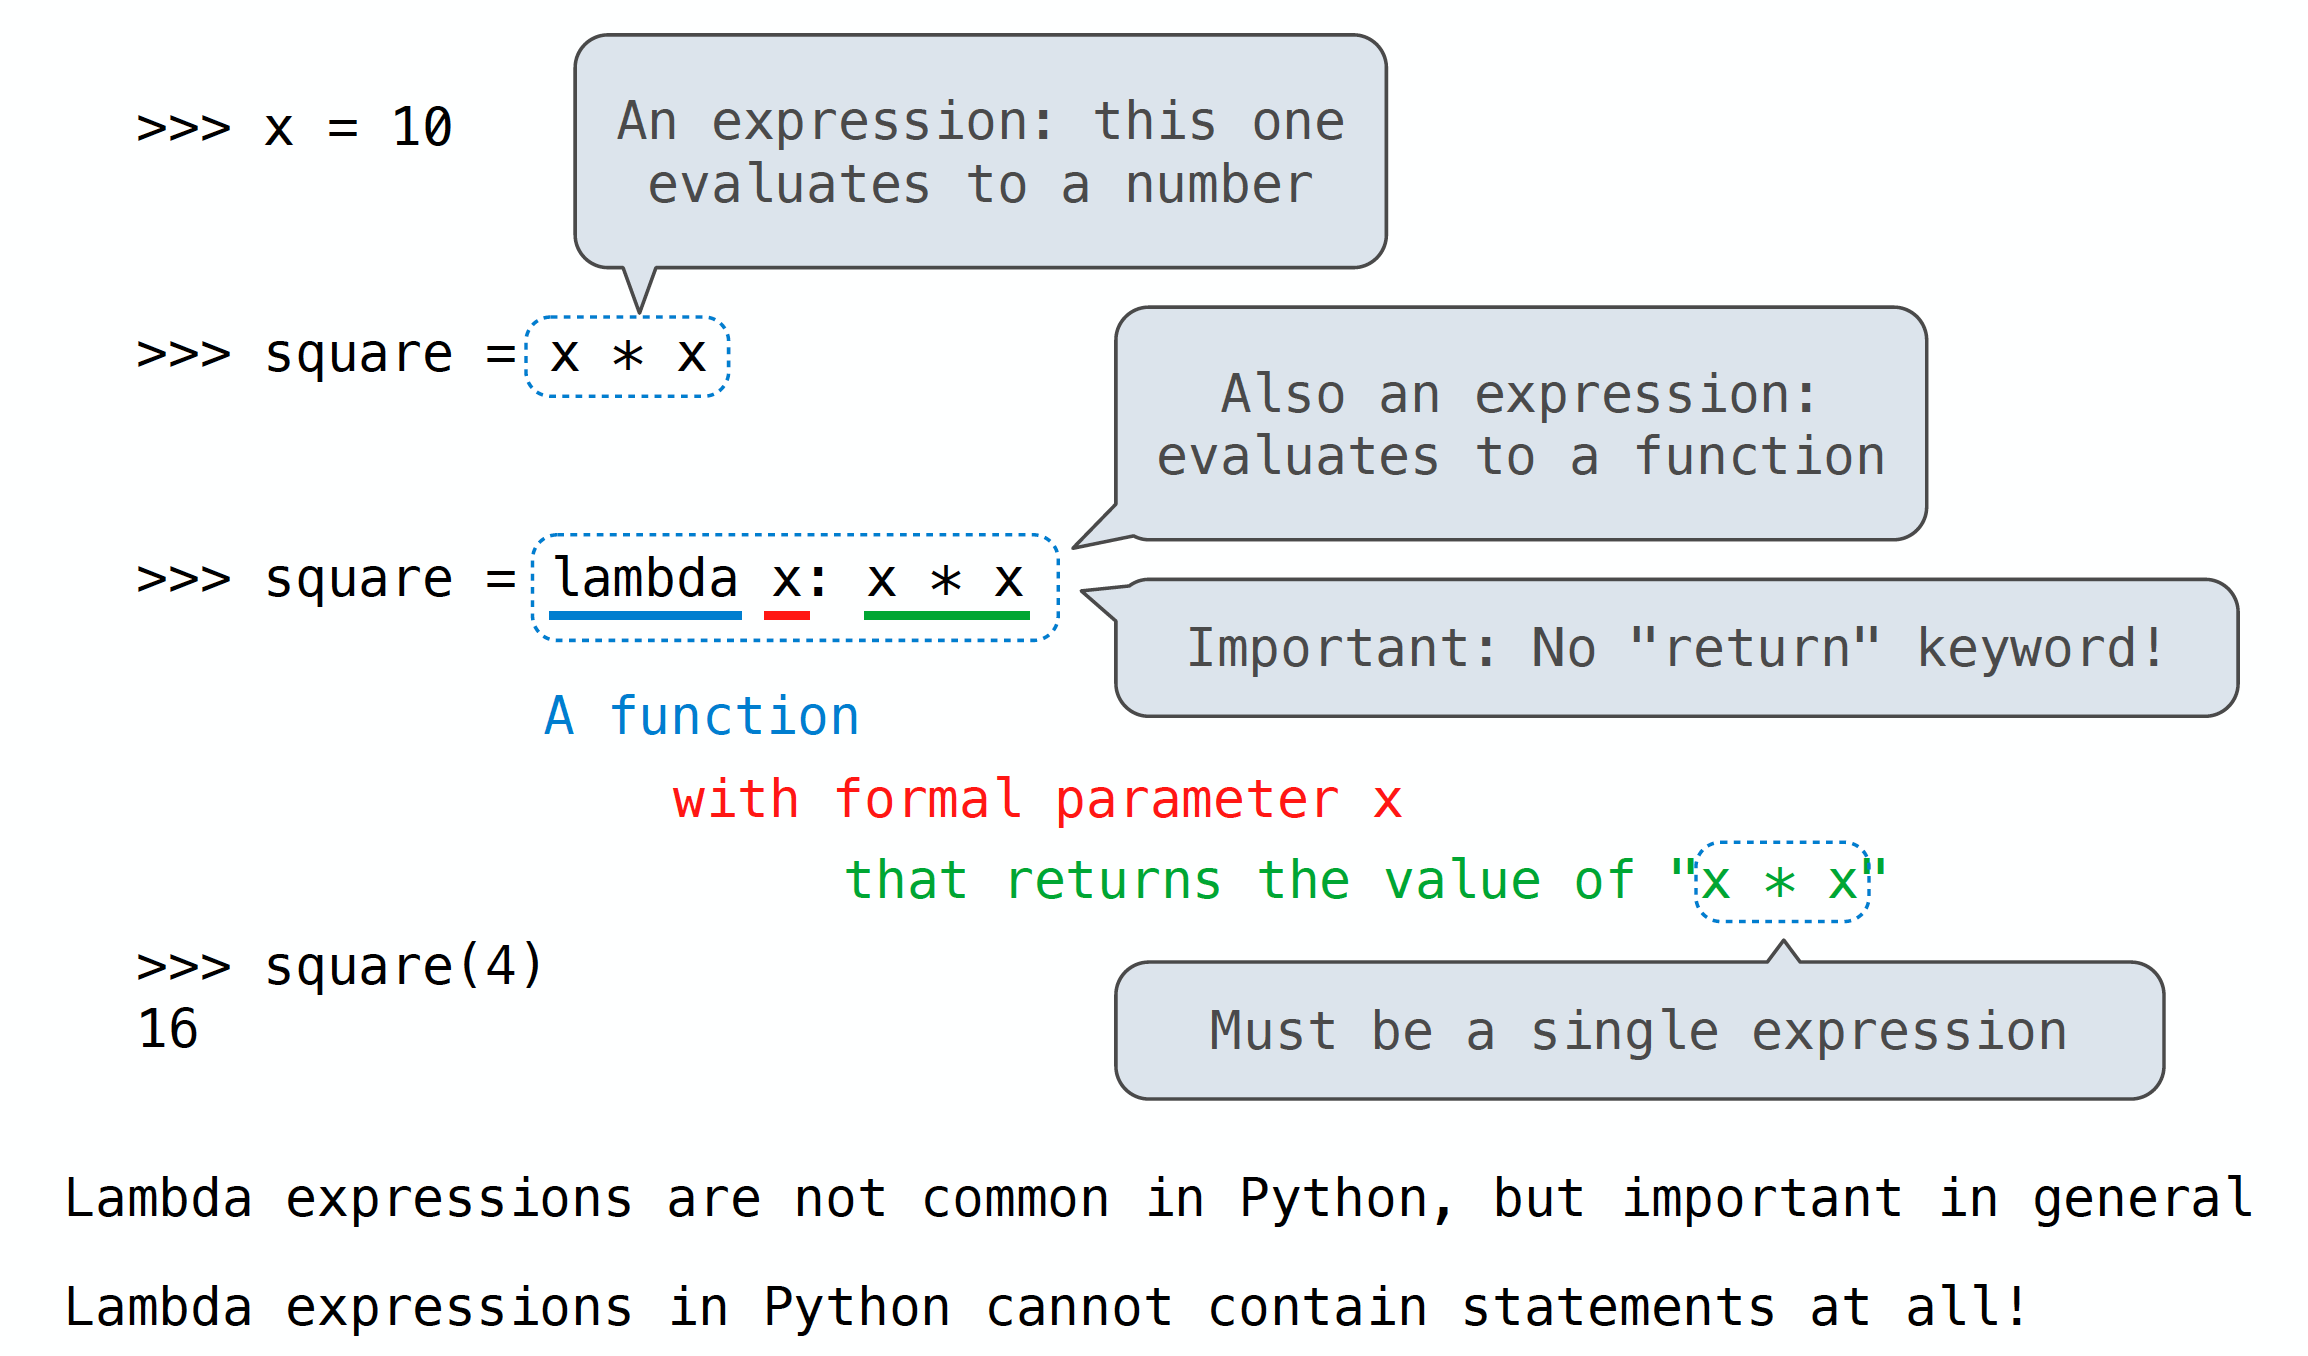 >>> x = 10
An expression: this one
evaluates to a number
>>> square = x * x
Also an expression:
evaluates to a function
>>> square = lambda x: x * x
Important: No "return" keyword!
A function
with formal parameter x
that returns the value of "x * x"
>>> square(4)
16
Must be a single expression
Lambda expressions are not common in Python, but important in general
Lambda expressions in Python cannot contain statements at all!